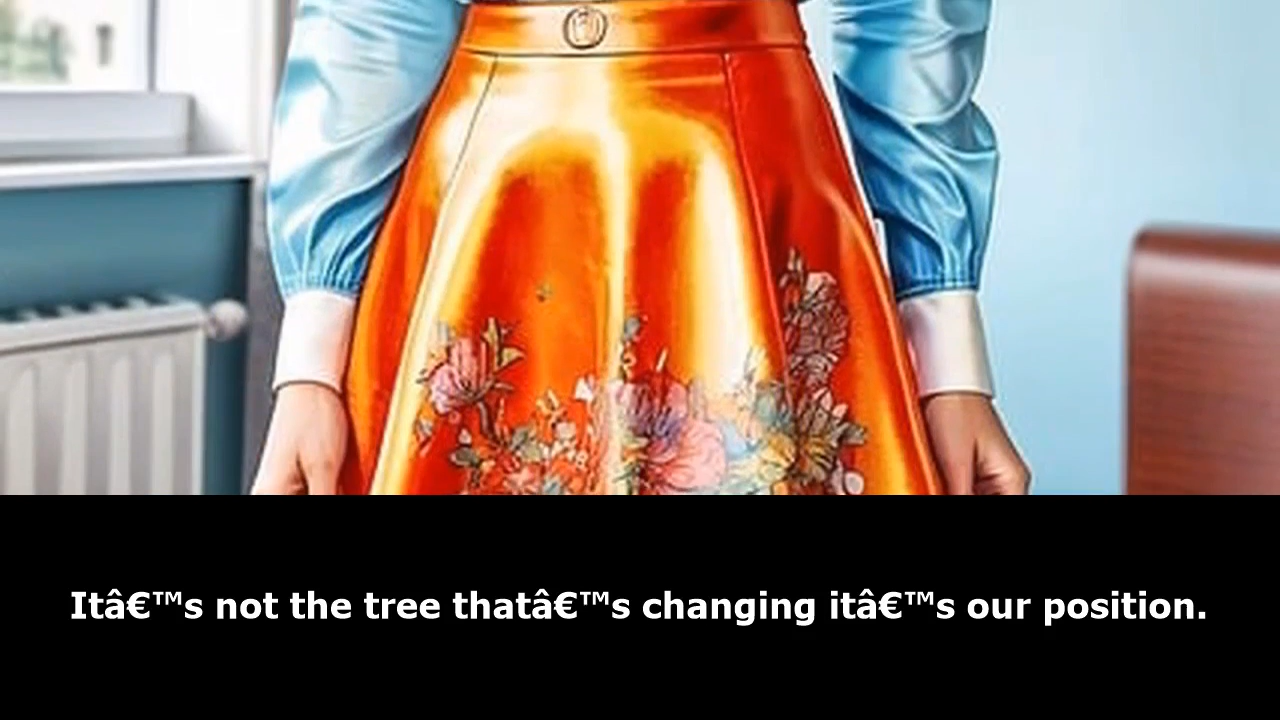 Itâ€™s not the tree thatâ€™s changing itâ€™s our position.